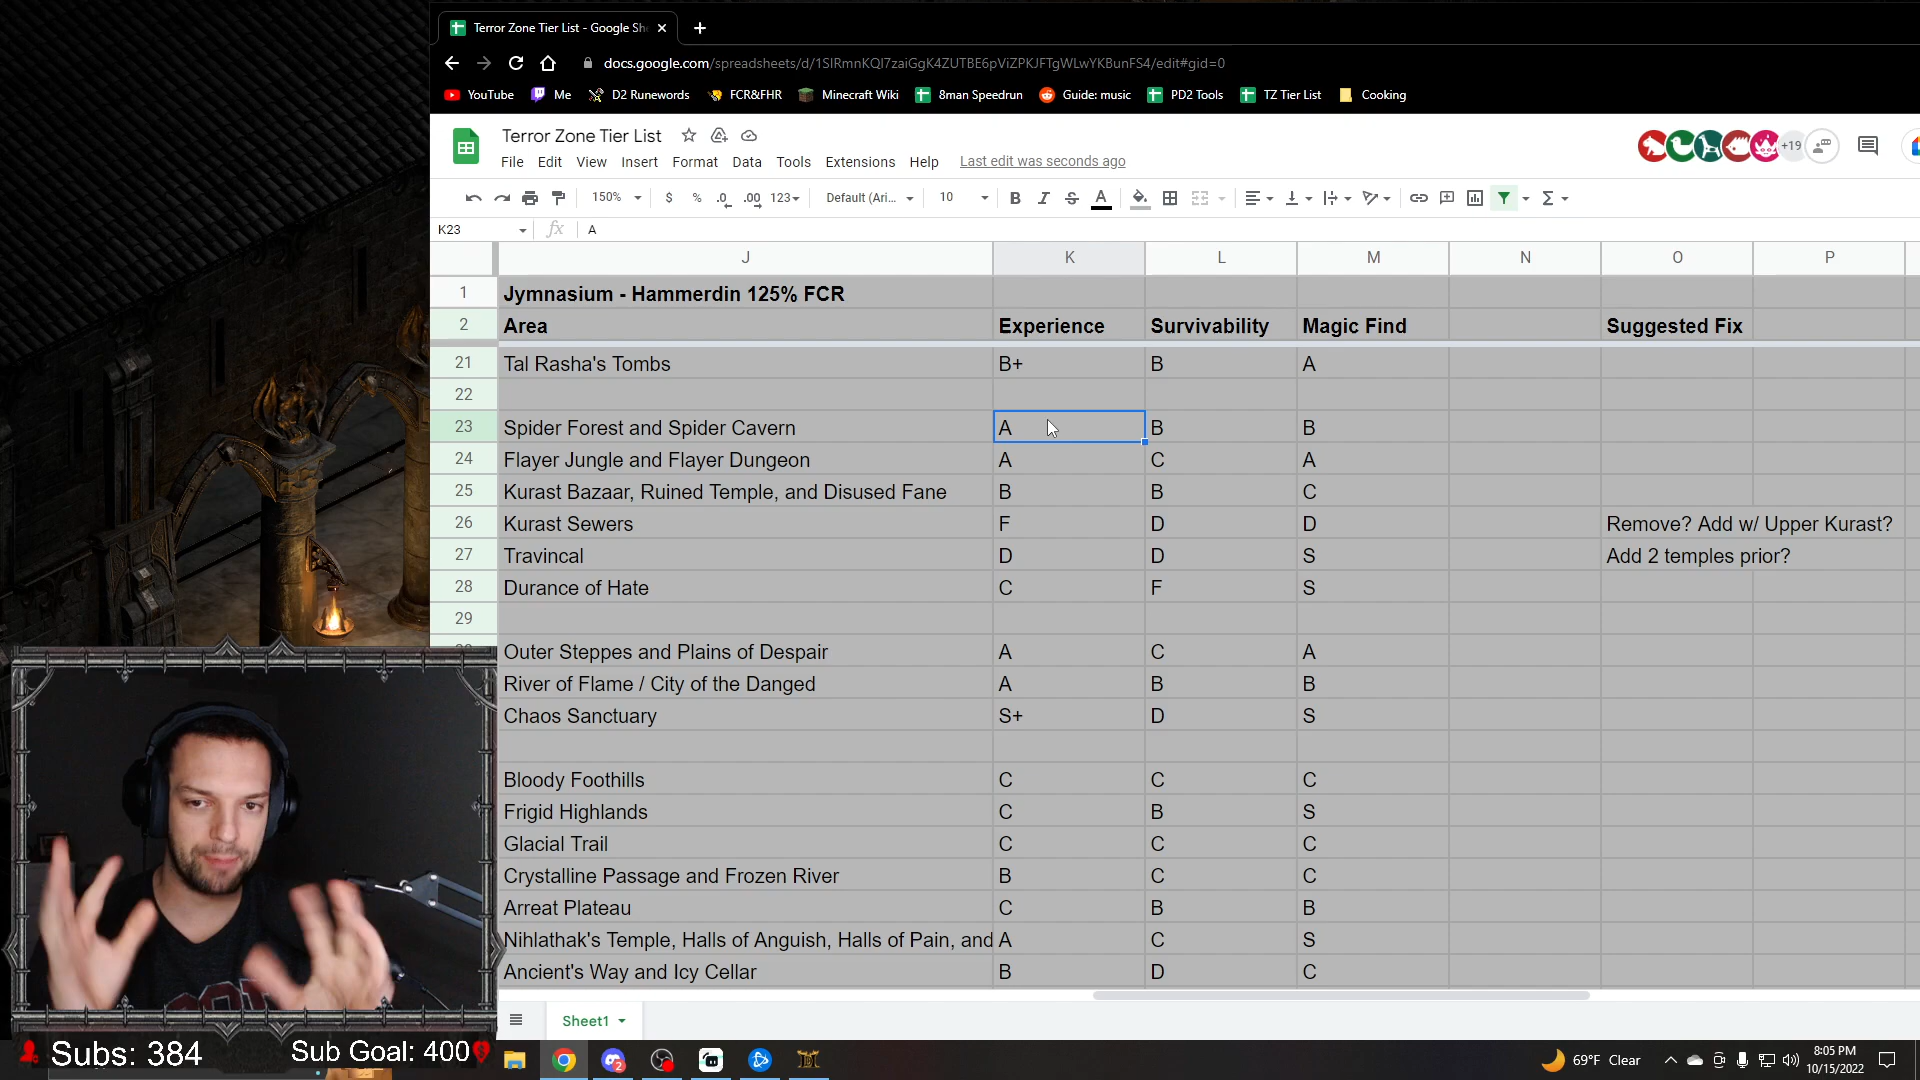 Terror Zone Tier List - Google She
docs.google.com/spreadsheets/d/1SlRmnKQl7zaiGgK4ZUTBE6pViZPKJFTgWLwYKBunFS4/edit#gid=0
YouTube Me D2 Runewords FCR&FHR Minecraft Wiki 8man Speedrun Guide: music PD2 Tools TZ Tier List Cooking
Terror Zone Tier List
+19
File Edit View Insert Format Data Tools Extensions Help Last edit was seconds ago
150% $ % .0 .00 123 Default (Ari... 10 B I S A
K23 fx A
J K L M N O P
1 Jymnasium - Hammerdin 125% FCR
2 Area Experience Survivability Magic Find Suggested Fix
21 Tal Rasha's Tombs B+ B A
22
23 Spider Forest and Spider Cavern A B B
24 Flayer Jungle and Flayer Dungeon A C A
25 Kurast Bazaar, Ruined Temple, and Disused Fane B B C
26 Kurast Sewers F D D Remove? Add w/ Upper Kurast?
27 Travincal D D S Add 2 temples prior?
28 Durance of Hate C F S
29
Outer Steppes and Plains of Despair A C A
River of Flame / City of the Danged A B B
Chaos Sanctuary S+ D S
Bloody Foothills C C C
Frigid Highlands C B S
Glacial Trail C C C
Crystalline Passage and Frozen River B C C
Arreat Plateau C B B
Nihlathak's Temple, Halls of Anguish, Halls of Pain, and A C S
Ancient's Way and Icy Cellar B D C
Sheet1
Subs: 384 Sub Goal: 400
2
69°F Clear
8:05 PM
10/15/2022